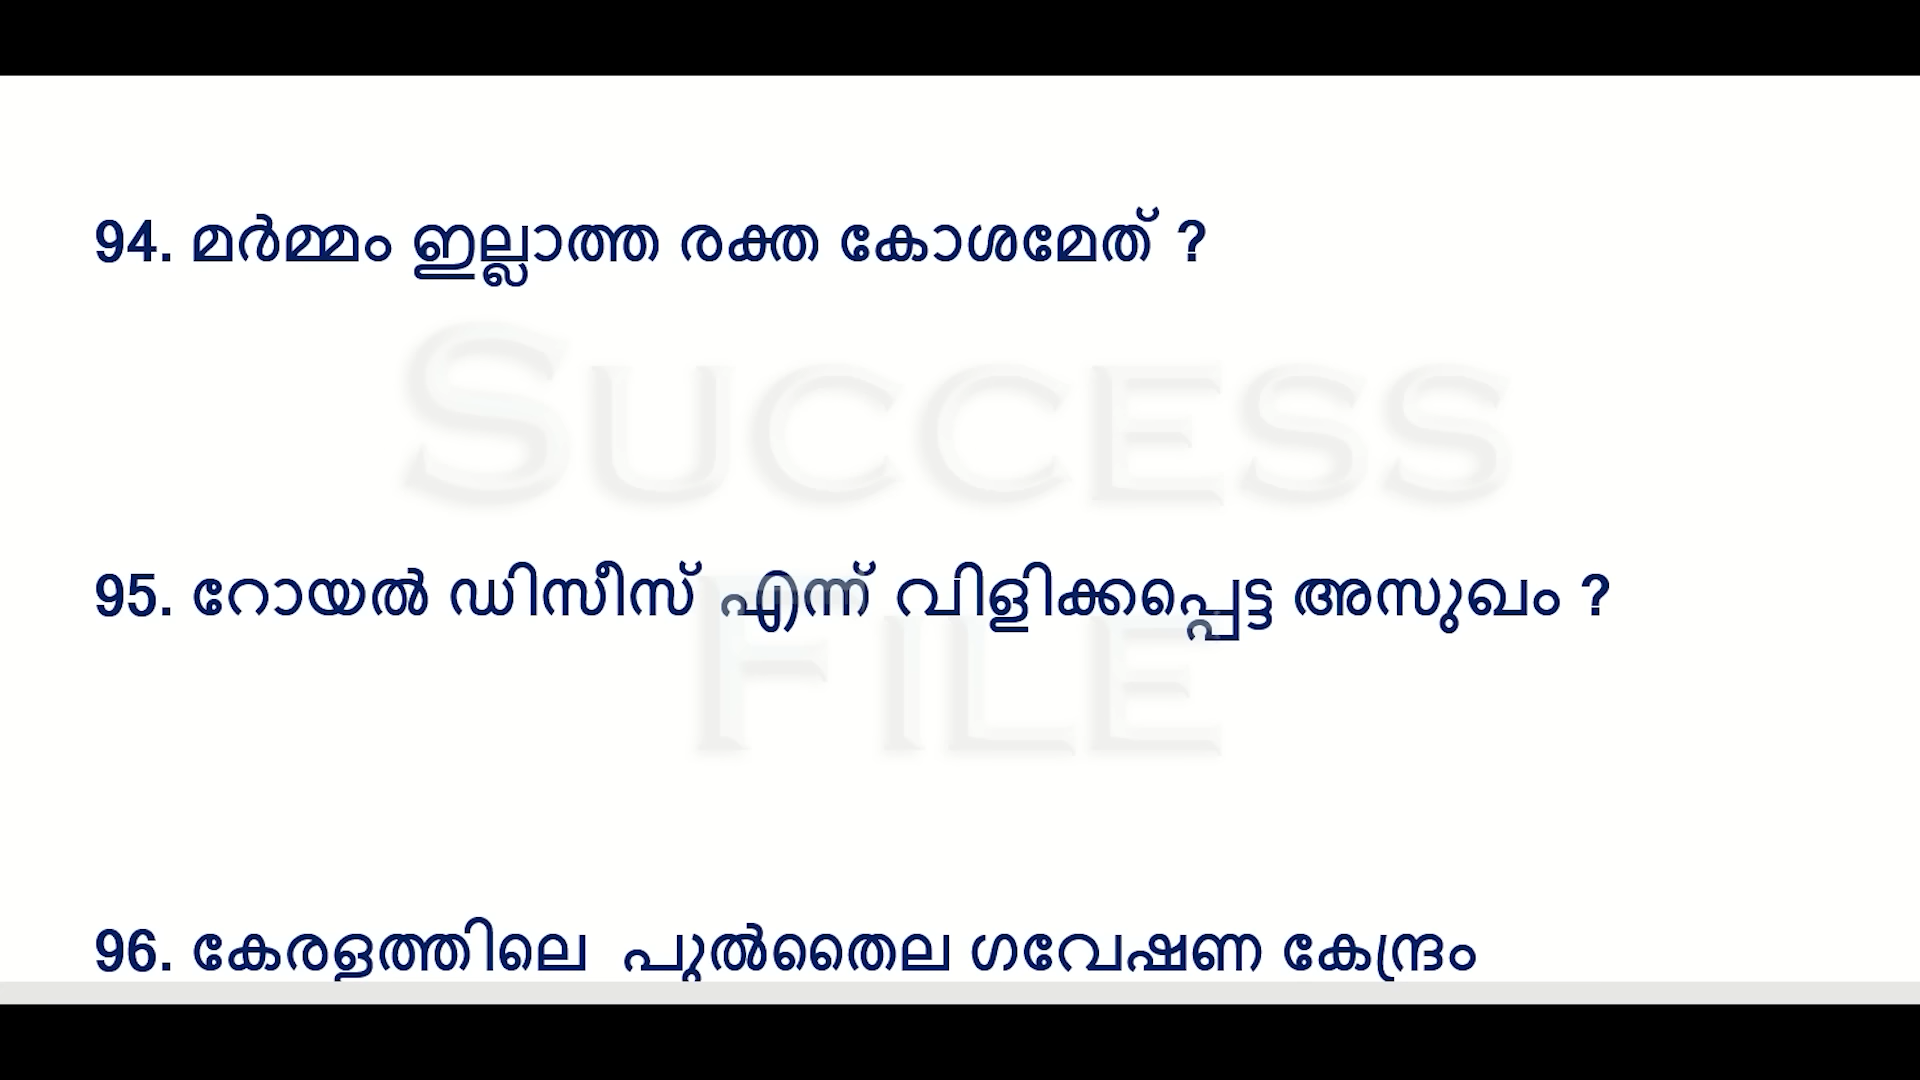 94. മർമ്മം ഇല്ലാത്ത രക്ത കോശമേത് ?
SUCCESS
95. റോയൽ ഡിസീസ് എന്ന് വിളിക്കപ്പെട്ട അസുഖം ?
FILE
96. കേരളത്തിലെ പുൽതൈല ഗവേഷണ കേന്ദ്രം